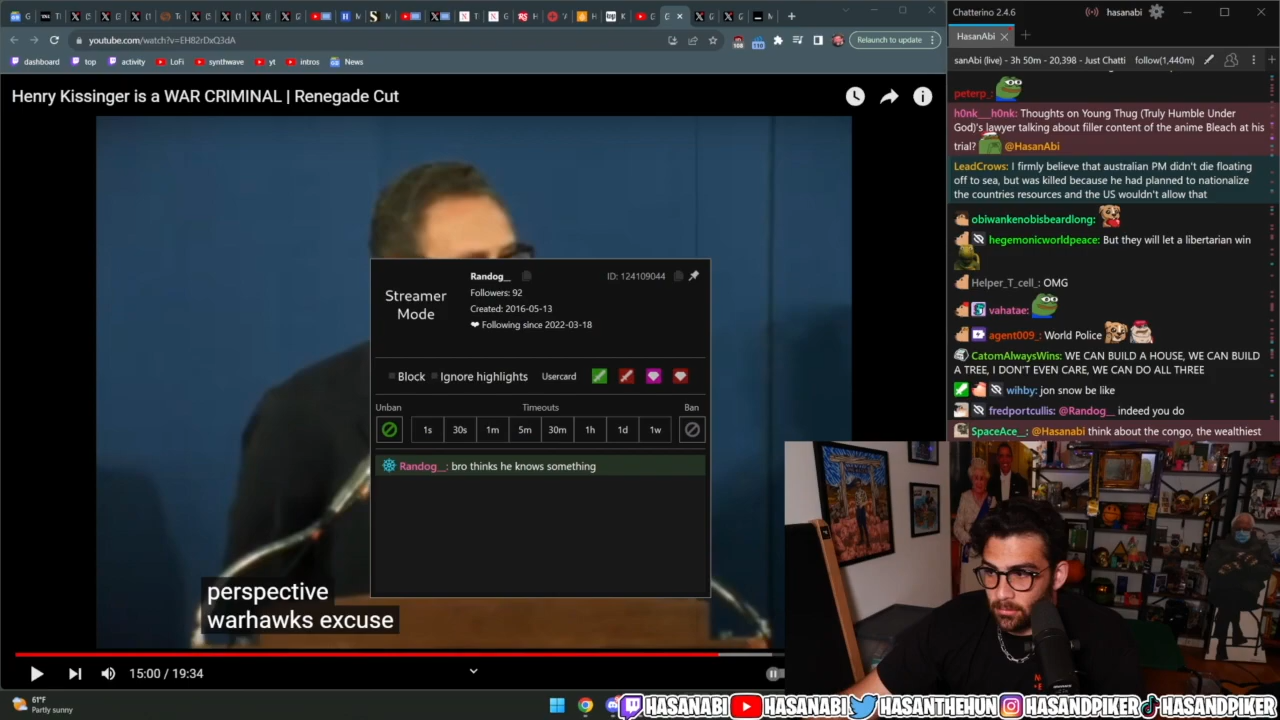 youtube.com/watch?v=EH82rDxQ3dA
Relaunch to update
dashboard top activity LoFi synthwave yt intros News
Henry Kissinger is a WAR CRIMINAL | Renegade Cut
Streamer
Mode
Randog__
ID: 124109044
Followers: 92
Created: 2016-05-13
Following since 2022-03-18
Block Ignore highlights Usercard
Unban Timeouts Ban
1s 30s 1m 5m 30m 1h 1d 1w
Randog__: bro thinks he knows something
perspective
warhawks excuse
15:00 / 19:34
61°F
Partly sunny
Chatterino 2.4.6
hasanabi
HasanAbi
sanAbi (live) - 3h 50m - 20,398 - Just Chatti
follow(1,440m)
peterp_:
h0nk___h0nk: Thoughts on Young Thug (Truly Humble Under
God)'s lawyer talking about filler content of the anime Bleach at his
trial? @HasanAbi
LeadCrows: I firmly believe that australian PM didn't die floating
off to sea, but was killed because he had planned to nationalize
the countries resources and the US wouldn't allow that
obiwankenobisbeardlong:
hegemonicworldpeace: But they will let a libertarian win
Helper_T_cell_: OMG
vahatae:
agent009_: World Police
CatomAlwaysWins: WE CAN BUILD A HOUSE, WE CAN BUILD
A TREE, I DON'T EVEN CARE, WE CAN DO ALL THREE
wihby: jon snow be like
fredportcullis: @Randog__ indeed you do
SpaceAce__: @Hasanabi think about the congo, the wealthiest
HASANABI HASANABI HASANTHEHUN HASANDPIKER HASANDPIKER